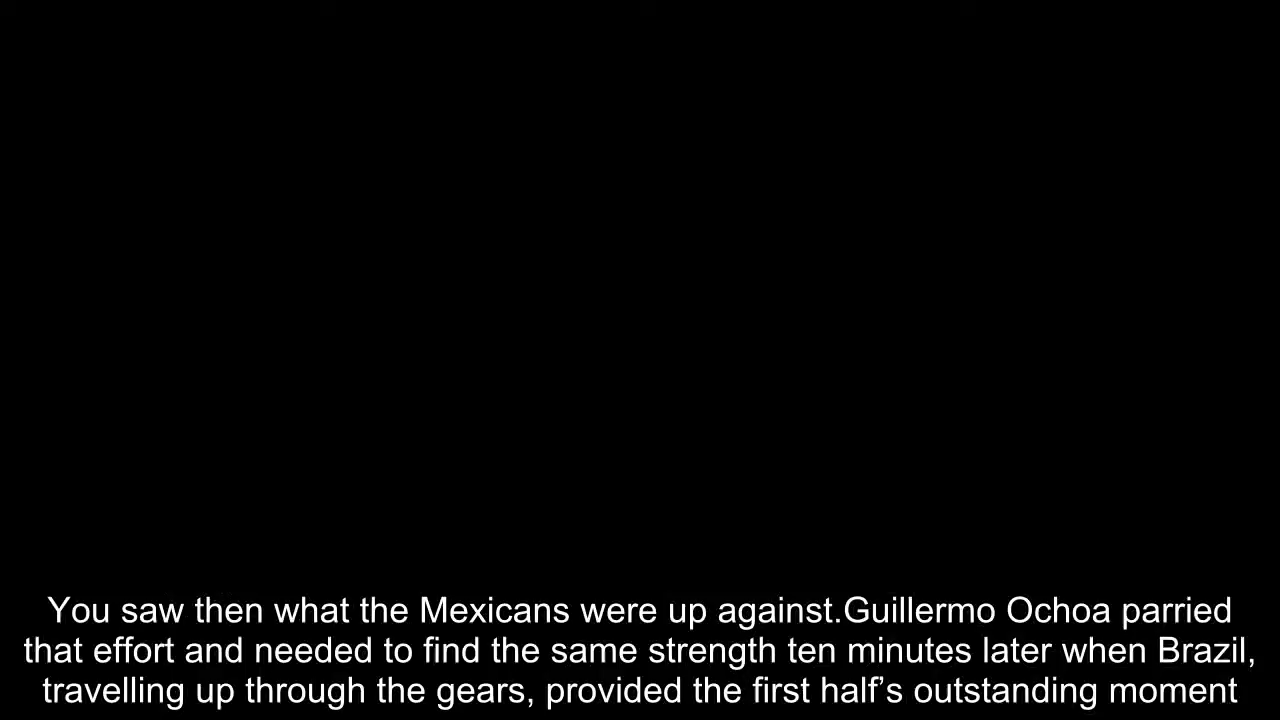 You saw then what the Mexicans were up against.Guillermo Ochoa parried
that effort and needed to find the same strength ten minutes later when Brazil,
travelling up through the gears, provided the first half’s outstanding moment